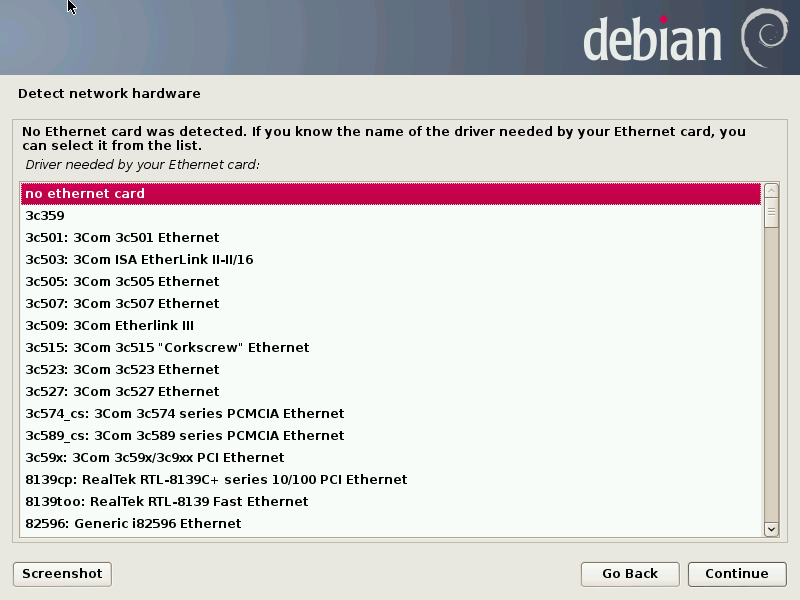 debian
Detect network hardware
No Ethernet card was detected. If you know the name of the driver needed by your Ethernet card, you
can select it from the list.
Driver needed by your Ethernet card:
no ethernet card
3c359
3c501: 3Com 3c501 Ethernet
3c503: 3Com ISA EtherLink II-II/16
3c505: 3Com 3c505 Ethernet
3c507: 3Com 3c507 Ethernet
3c509: 3Com Etherlink III
3c515: 3Com 3c515 "Corkscrew" Ethernet
3c523: 3Com 3c523 Ethernet
3c527: 3Com 3c527 Ethernet
3c574_cs: 3Com 3c574 series PCMCIA Ethernet
3c589_cs: 3Com 3c589 series PCMCIA Ethernet
3c59x: 3Com 3c59x/3c9xx PCI Ethernet
8139cp: RealTek RTL-8139C+ series 10/100 PCI Ethernet
8139too: RealTek RTL-8139 Fast Ethernet
82596: Generic i82596 Ethernet
Screenshot
Go Back
Continue